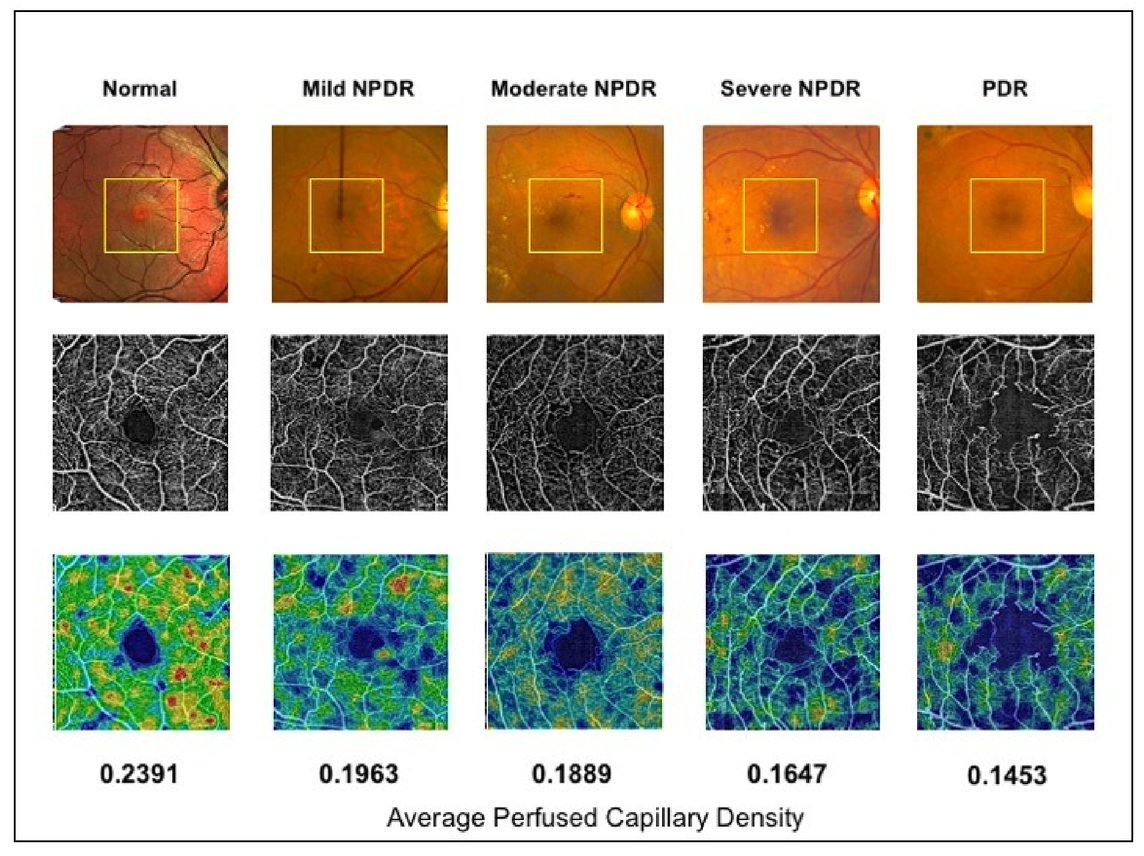 Normal Mild NPDR Moderate NPDR Severe NPDR PDR
0.2391 0.1963 0.1889 0.1647 0.1453
Average Perfused Capillary Density